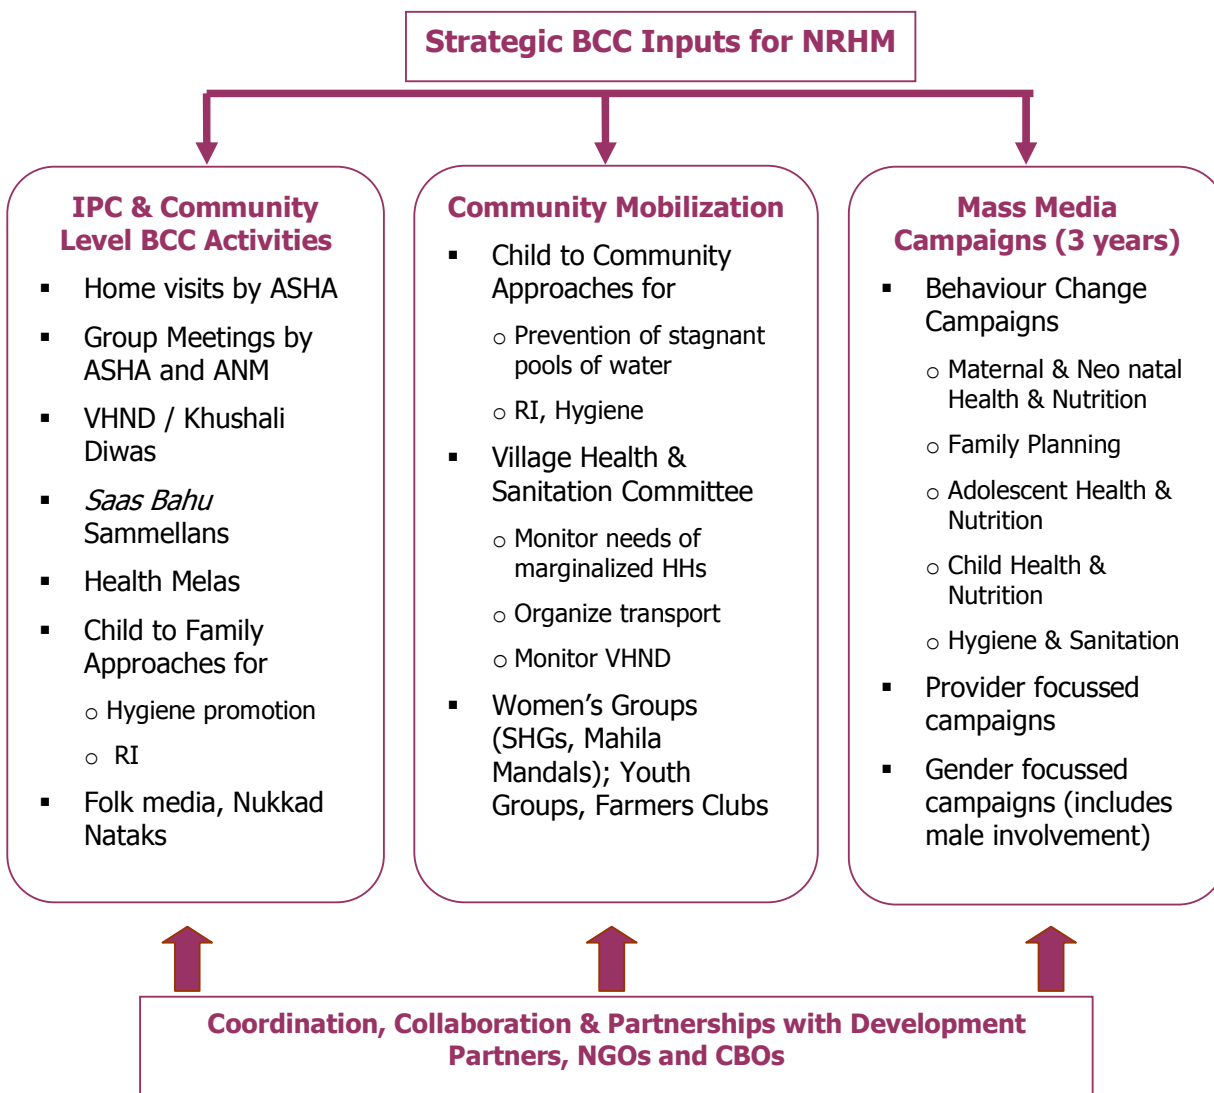 Strategic BCC Inputs for NRHM
IPC & Community
Level BCC Activities
▪ Home visits by ASHA
▪ Group Meetings by
ASHA and ANM
▪ VHND / Khushali
Diwas
▪ Saas Bahu
Sammellans
▪ Health Melas
▪ Child to Family
Approaches for
o Hygiene promotion
o RI
▪ Folk media, Nukkad
Nataks
Community Mobilization
▪ Child to Community
Approaches for
o Prevention of stagnant
pools of water
o RI, Hygiene
▪ Village Health &
Sanitation Committee
o Monitor needs of
marginalized HHs
o Organize transport
o Monitor VHND
▪ Women’s Groups
(SHGs, Mahila
Mandals); Youth
Groups, Farmers Clubs
Mass Media
Campaigns (3 years)
▪ Behaviour Change
Campaigns
o Maternal & Neo natal
Health & Nutrition
o Family Planning
o Adolescent Health &
Nutrition
o Child Health &
Nutrition
o Hygiene & Sanitation
▪ Provider focussed
campaigns
▪ Gender focussed
campaigns (includes
male involvement)
Coordination, Collaboration & Partnerships with Development
Partners, NGOs and CBOs